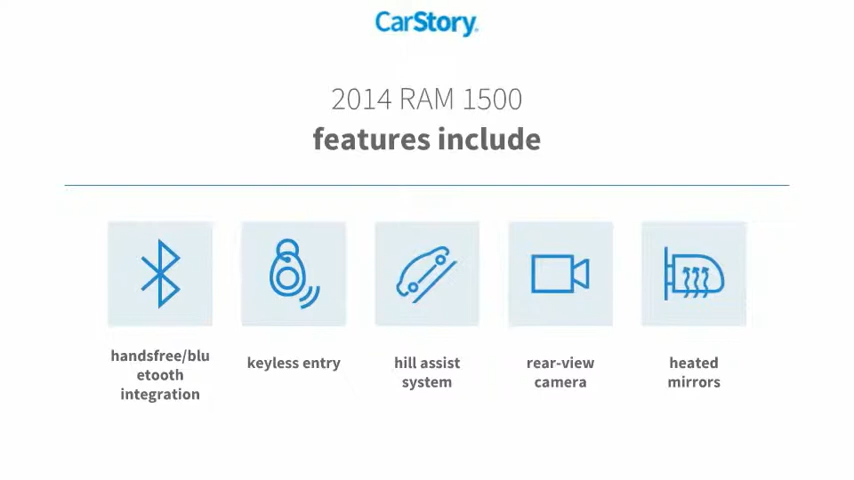 CarStory.
2014 RAM 1500
features include
handsfree/blu
etooth
integration
keyless entry
hill assist
system
rear-view
camera
heated
mirrors